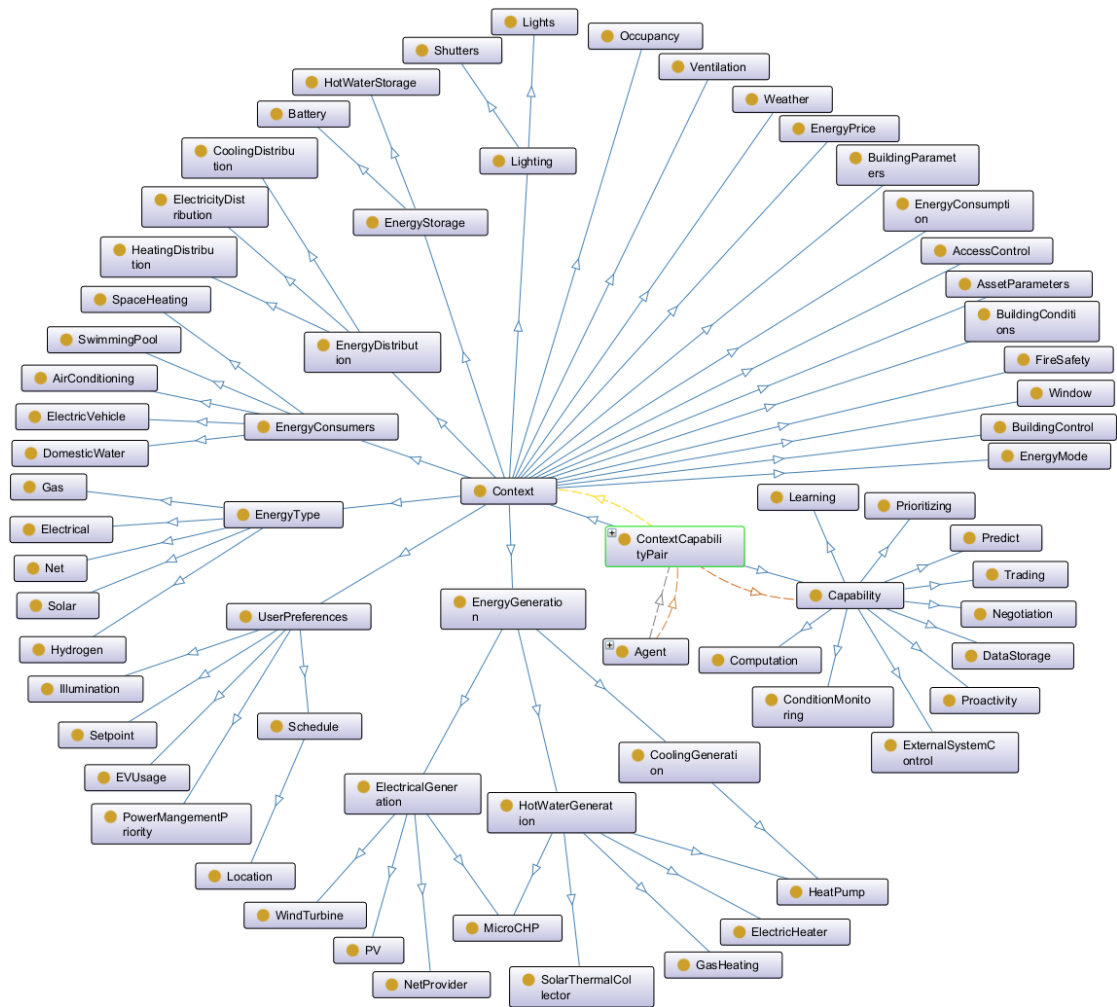 Lights
Occupancy
Shutters
Ventilation
HotWaterStorage
Weather
Battery
EnergyPrice
CoolingDistribu
tion
Lighting
BuildingParamet
ers
ElectricityDist
ribution
EnergyStorage
EnergyConsumpti
on
HeatingDistribu
tion
AccessControl
SpaceHeating
AssetParameters
SwimmingPool
EnergyDistribut
ion
BuildingConditi
ons
AirConditioning
FireSafety
ElectricVehicle
EnergyConsumers
Window
DomesticWater
BuildingControl
EnergyMode
Gas
Context
Learning
Prioritizing
EnergyType
Electrical
ContextCapabili
tyPair
Predict
Net
Trading
Solar
EnergyGeneratio
n
Capability
UserPreferences
Negotiation
Hydrogen
Agent
Computation
DataStorage
Illumination
ConditionMonito
ring
Proactivity
Setpoint
Schedule
ExternalSystemC
ontrol
EVUsage
CoolingGenerati
on
PowerMangementP
riority
ElectricalGener
ation
HotWaterGenerat
ion
Location
HeatPump
WindTurbine
MicroCHP
ElectricHeater
PV
GasHeating
NetProvider
SolarThermalCol
lector